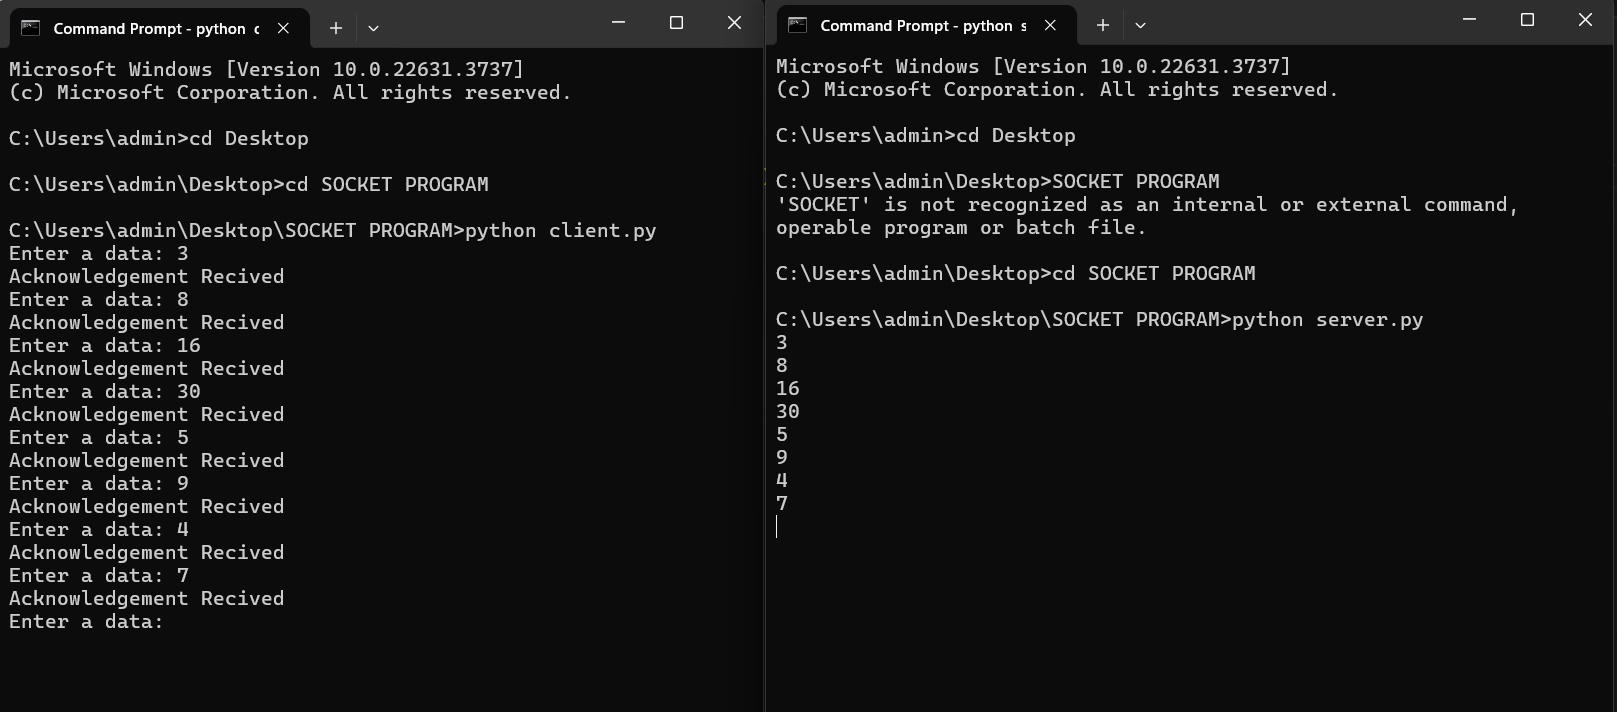 Command Prompt - python c
Microsoft Windows [Version 10.0.22631.3737]
(c) Microsoft Corporation. All rights reserved.
C:\Users\admin>cd Desktop
C:\Users\admin\Desktop>cd SOCKET PROGRAM
C:\Users\admin\Desktop\SOCKET PROGRAM>python client.py
Enter a data: 3
Acknowledgement Recived
Enter a data: 8
Acknowledgement Recived
Enter a data: 16
Acknowledgement Recived
Enter a data: 30
Acknowledgement Recived
Enter a data: 5
Acknowledgement Recived
Enter a data: 9
Acknowledgement Recived
Enter a data: 4
Acknowledgement Recived
Enter a data: 7
Acknowledgement Recived
Enter a data:
Command Prompt - python s
Microsoft Windows [Version 10.0.22631.3737]
(c) Microsoft Corporation. All rights reserved.
C:\Users\admin>cd Desktop
C:\Users\admin\Desktop>SOCKET PROGRAM
'SOCKET' is not recognized as an internal or external command,
operable program or batch file.
C:\Users\admin\Desktop>cd SOCKET PROGRAM
C:\Users\admin\Desktop\SOCKET PROGRAM>python server.py
3
8
16
30
5
9
4
7